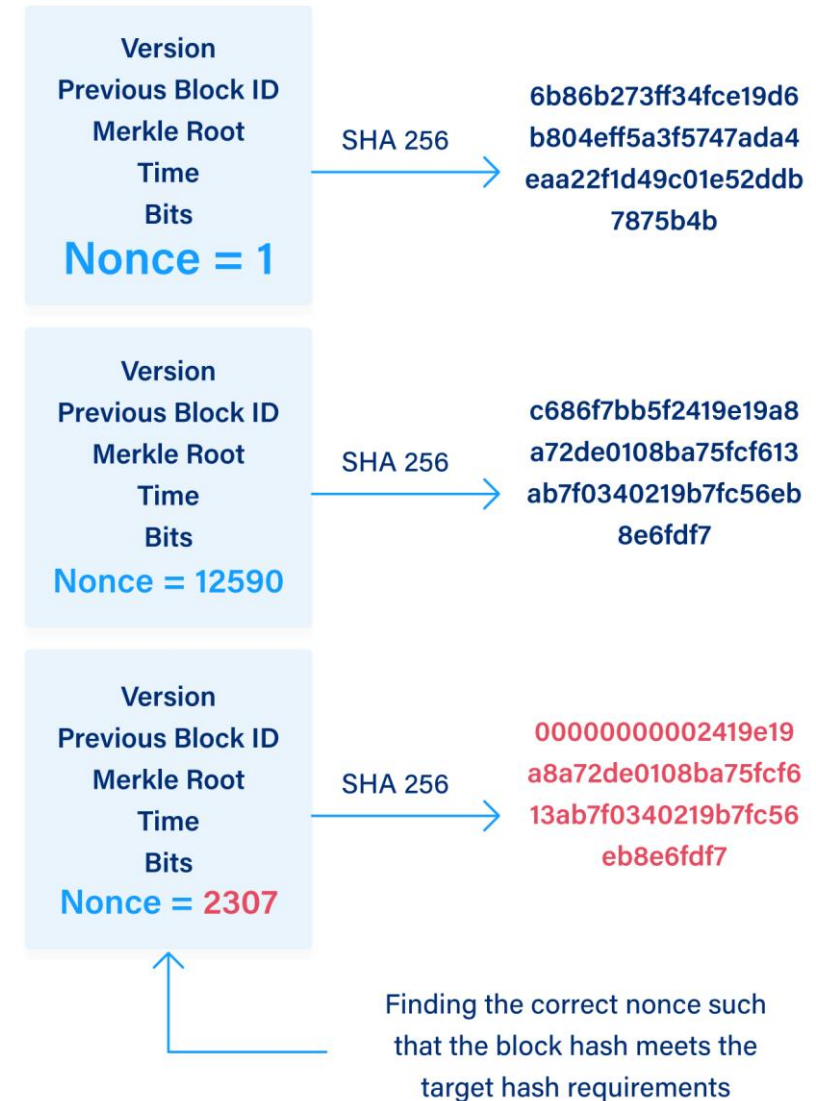 Version
Previous Block ID
Merkle Root
Time
Bits
Nonce = 1
SHA 256
6b86b273ff34fce19d6
b804eff5a3f5747ada4
eaa22f1d49c01e52ddb
7875b4b
Version
Previous Block ID
Merkle Root
Time
Bits
Nonce = 12590
SHA 256
c686f7bb5f2419e19a8
a72de0108ba75fcf613
ab7f0340219b7fc56eb
8e6fdf7
Version
Previous Block ID
Merkle Root
Time
Bits
Nonce = 2307
SHA 256
00000000002419e19
a8a72de0108ba75fcf6
13ab7f0340219b7fc56
eb8e6fdf7
Finding the correct nonce such
that the block hash meets the
target hash requirements